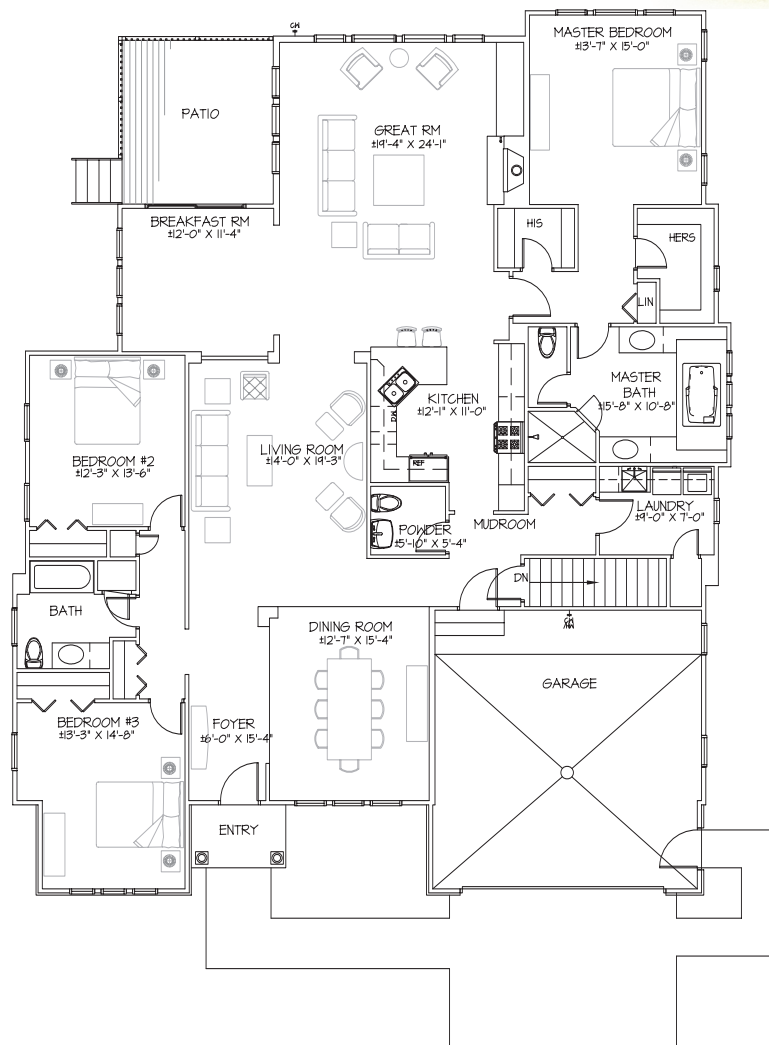 CW
MASTER BEDROOM
±13'-7" X 15'-0"
PATIO
GREAT RM
±19'-4" X 24'-1"
BREAKFAST RM
±12'-0" X 11'-4"
HIS
HERS
LIN
MASTER
BATH
±15'-8" X 10'-8"
KITCHEN
±12'-1" X 11'-0"
DW
REF
LIVING ROOM
±14'-0" X 19'-3"
BEDROOM #2
±12'-3" X 13'-6"
LAUNDRY
±9'-0" X 7'-0"
MUDROOM
POWDER
±5'-10" X 5'-4"
DN
BATH
DINING ROOM
±12'-7" X 15'-4"
GARAGE
BEDROOM #3
±13'-3" X 14'-8"
FOYER
±6'-0" X 15'-4"
ENTRY